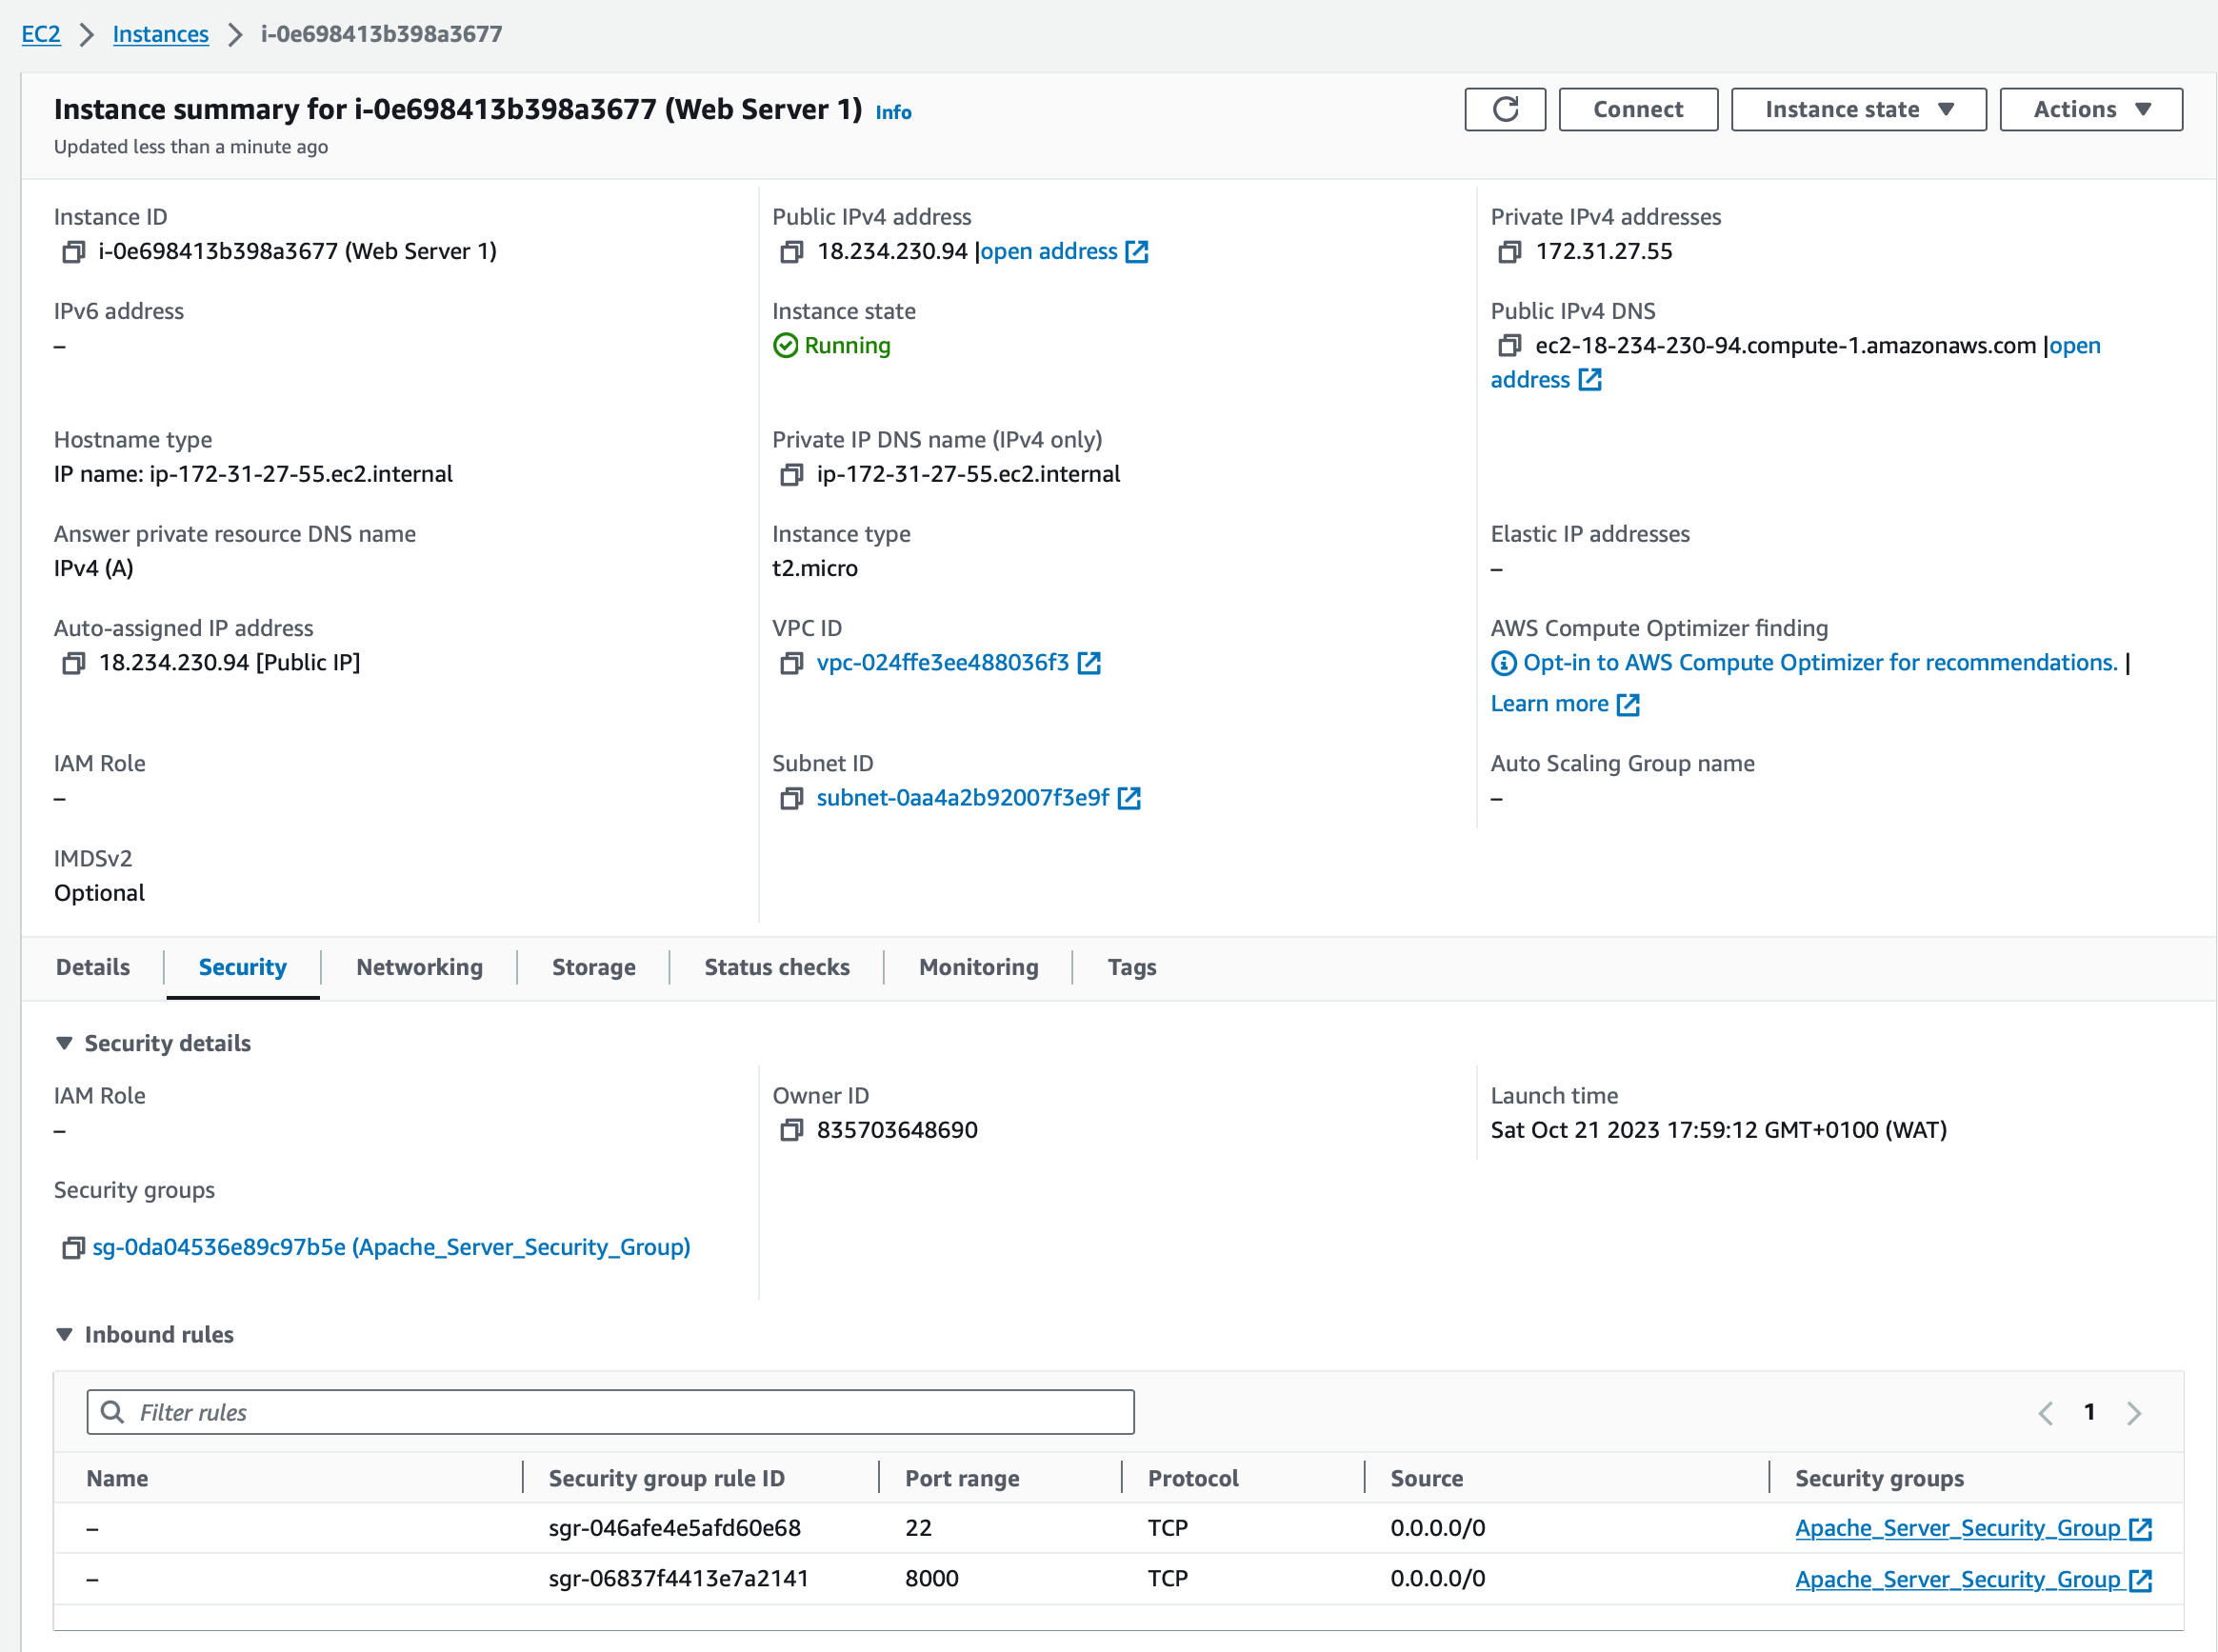 EC2 > Instances > i-0e698413b398a3677
Instance summary for i-0e698413b398a3677 (Web Server 1) Info
Updated less than a minute ago
Connect
Instance state
Actions
Instance ID
i-0e698413b398a3677 (Web Server 1)
Public IPv4 address
18.234.230.94 |open address
Private IPv4 addresses
172.31.27.55
IPv6 address
–
Instance state
Running
Public IPv4 DNS
ec2-18-234-230-94.compute-1.amazonaws.com |open
address
Hostname type
IP name: ip-172-31-27-55.ec2.internal
Private IP DNS name (IPv4 only)
ip-172-31-27-55.ec2.internal
Answer private resource DNS name
IPv4 (A)
Instance type
t2.micro
Elastic IP addresses
–
Auto-assigned IP address
18.234.230.94 [Public IP]
VPC ID
vpc-024ffe3ee488036f3
AWS Compute Optimizer finding
Opt-in to AWS Compute Optimizer for recommendations. |
Learn more
IAM Role
–
Subnet ID
subnet-0aa4a2b92007f3e9f
Auto Scaling Group name
–
IMDSv2
Optional
Details Security Networking Storage Status checks Monitoring Tags
Security details
IAM Role
–
Owner ID
835703648690
Launch time
Sat Oct 21 2023 17:59:12 GMT+0100 (WAT)
Security groups
sg-0da04536e89c97b5e (Apache_Server_Security_Group)
Inbound rules
Filter rules
1
Name Security group rule ID Port range Protocol Source Security groups
– sgr-046afe4e5afd60e68 22 TCP 0.0.0.0/0 Apache_Server_Security_Group
– sgr-06837f4413e7a2141 8000 TCP 0.0.0.0/0 Apache_Server_Security_Group